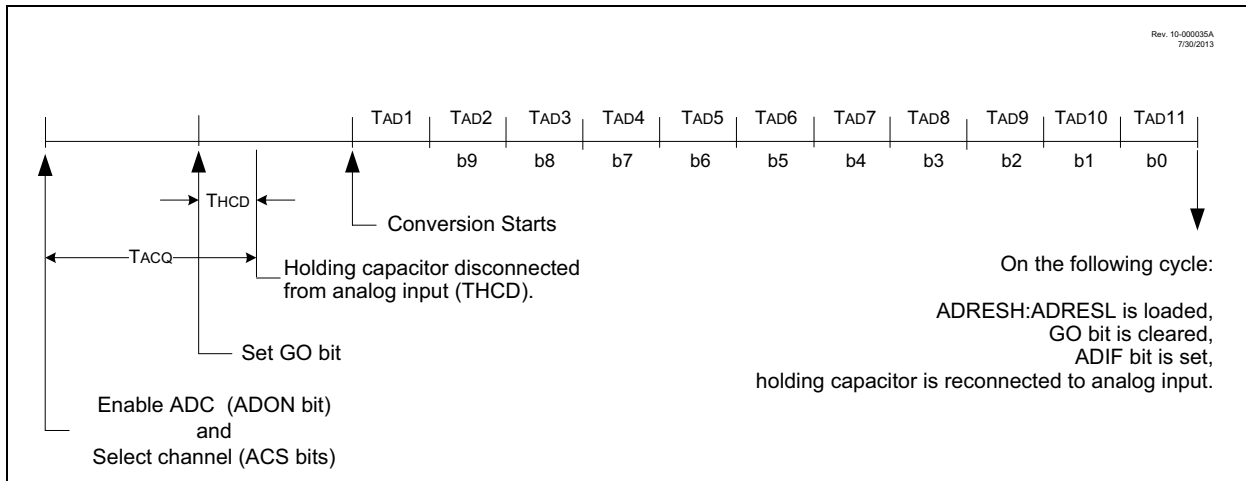 Rev. 10-000035A
7/30/2013
TAD1 TAD2 TAD3 TAD4 TAD5 TAD6 TAD7 TAD8 TAD9 TAD10 TAD11
b9 b8 b7 b6 b5 b4 b3 b2 b1 b0
THCD
Conversion Starts
TACQ
Holding capacitor disconnected
from analog input (THCD).
Set GO bit
Enable ADC (ADON bit)
and
Select channel (ACS bits)
On the following cycle:
ADRESH:ADRESL is loaded,
GO bit is cleared,
ADIF bit is set,
holding capacitor is reconnected to analog input.